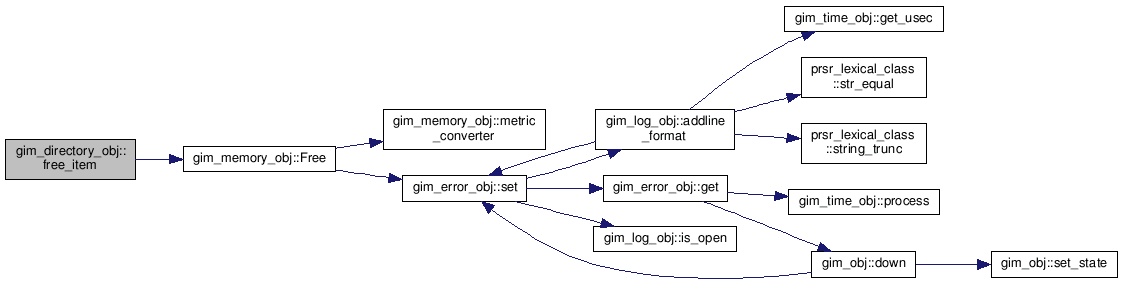 gim_directory_obj::
free_item
gim_memory_obj::Free
gim_memory_obj::metric
_converter
gim_error_obj::set
gim_log_obj::addline
_format
gim_error_obj::get
gim_log_obj::is_open
gim_time_obj::get_usec
prsr_lexical_class
::str_equal
prsr_lexical_class
::string_trunc
gim_time_obj::process
gim_obj::down
gim_obj::set_state